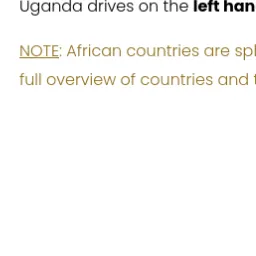 Uganda drives on the left han
NOTE: African countries are spl
full overview of countries and